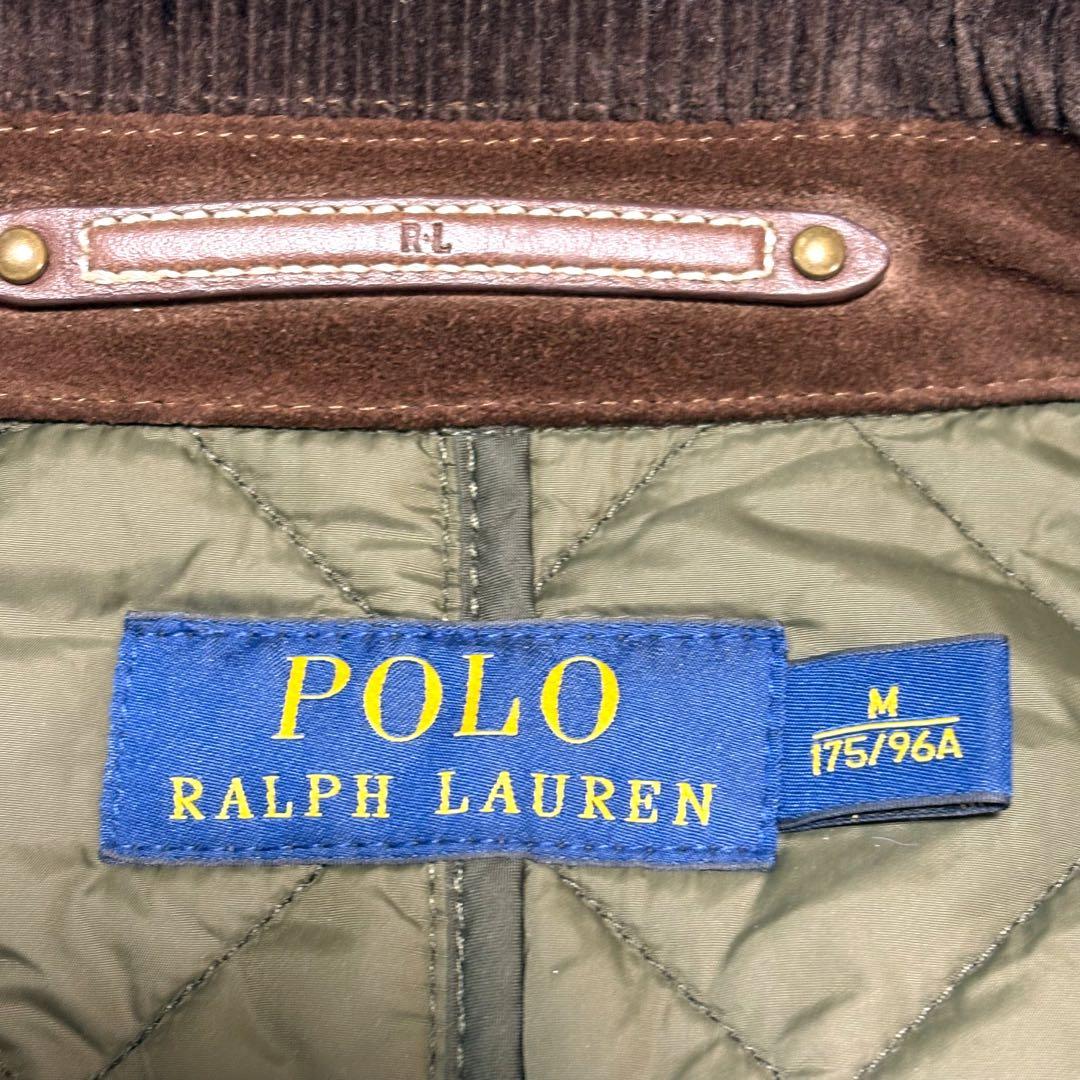 R·L
POLO
RALPH LAUREN
M
175/96A